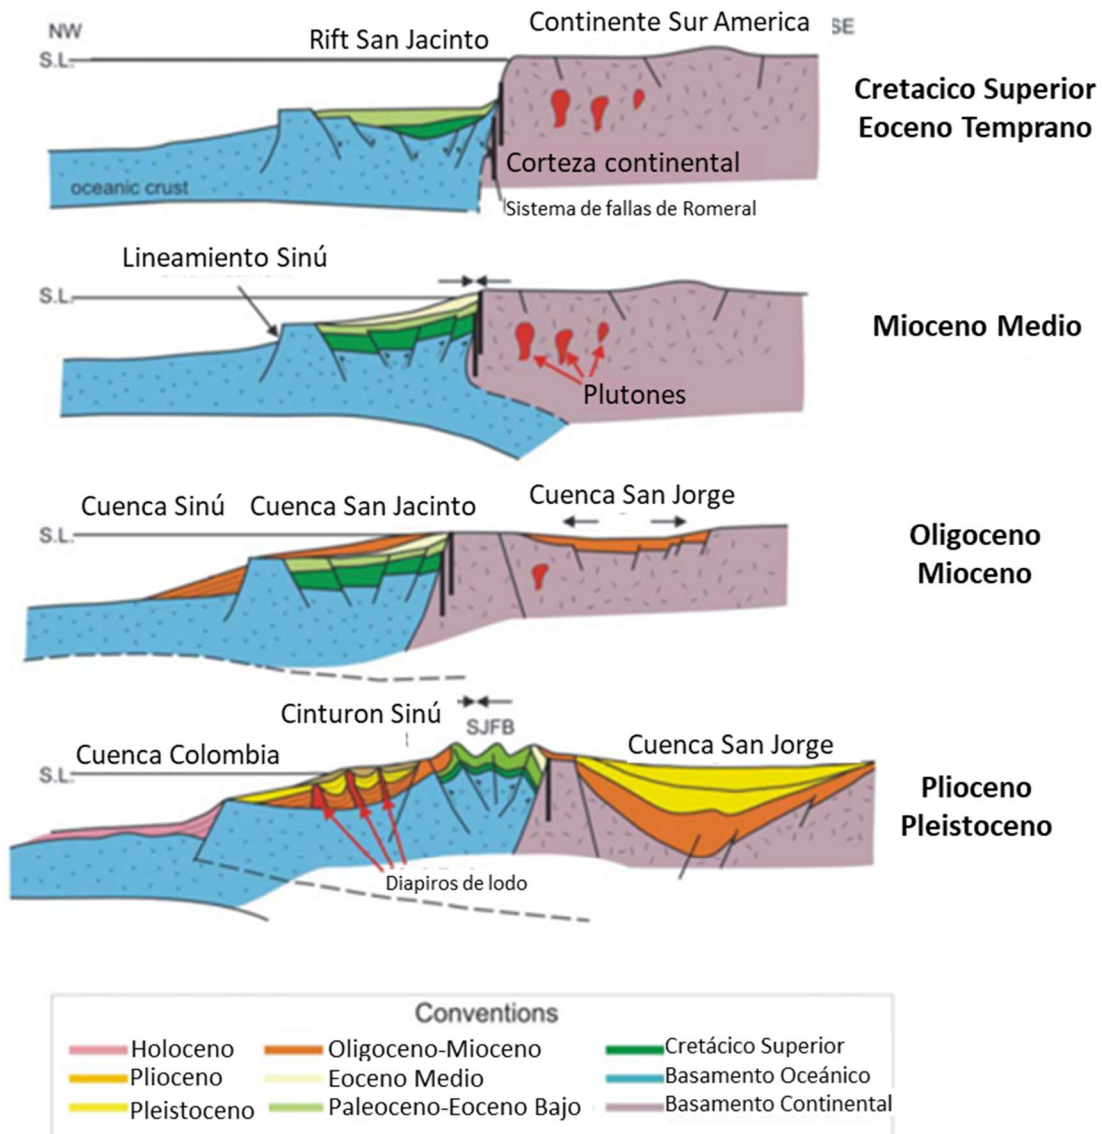 NW
Rift San Jacinto
Continente Sur America
SE
S.L.
Cretacico Superior
Eoceno Temprano
Corteza continental
oceanic crust
Sistema de fallas de Romeral
Lineamiento Sinú
S.L.
Mioceno Medio
Plutones
Cuenca Sinú
Cuenca San Jacinto
Cuenca San Jorge
S.L.
Oligoceno
Mioceno
Cinturon Sinú
SJFB
Cuenca Colombia
Cuenca San Jorge
S.L.
Plioceno
Pleistoceno
Diapiros de lodo
Conventions
Holoceno
Plioceno
Pleistoceno
Oligoceno-Mioceno
Eoceno Medio
Paleoceno-Eoceno Bajo
Cretácico Superior
Basamento Oceánico
Basamento Continental